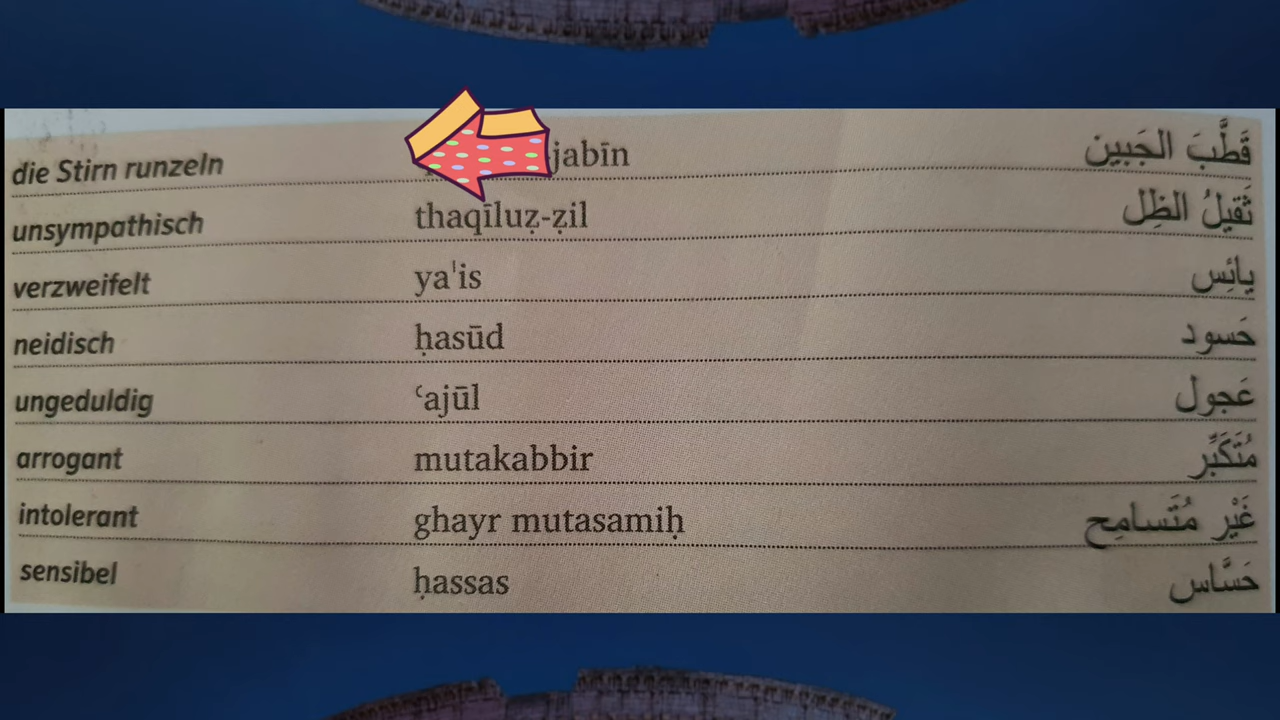 die Stirn runzeln jabīn قَطَّبَ الجَبين
unsympathisch thaqīluẓ-ẓil ثَقيلُ الظِل
verzweifelt ya'is يائِس
neidisch ḥasūd حَسود
ungeduldig ʿajūl عَجول
arrogant mutakabbir مُتَكَبِّر
intolerant ghayr mutasamiḥ غَيْر مُتَسامِح
sensibel ḥassas حَسَّاس